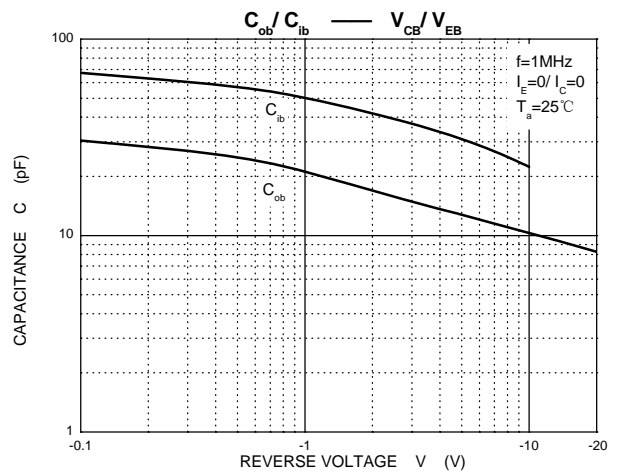 Cob/ Cib —— VCB/ VEB
100
f=1MHz
IE=0/ IC=0
Ta=25℃
Cib
Cob
10
1
CAPACITANCE C (pF)
-0.1
-1
-10
-20
REVERSE VOLTAGE V (V)